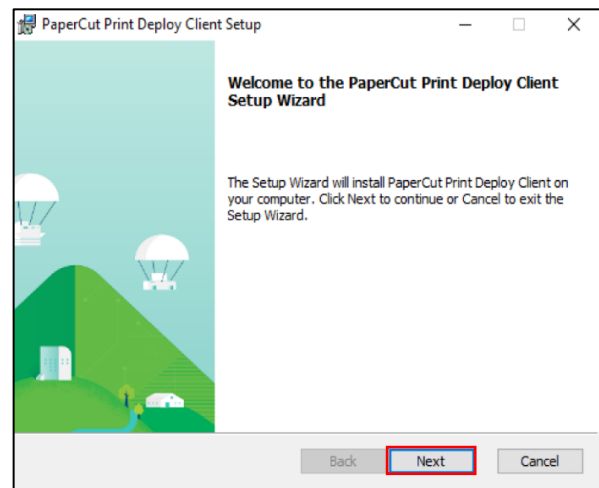 PaperCut Print Deploy Client Setup
Welcome to the PaperCut Print Deploy Client
Setup Wizard
The Setup Wizard will install PaperCut Print Deploy Client on
your computer. Click Next to continue or Cancel to exit the
Setup Wizard.
Back Next Cancel